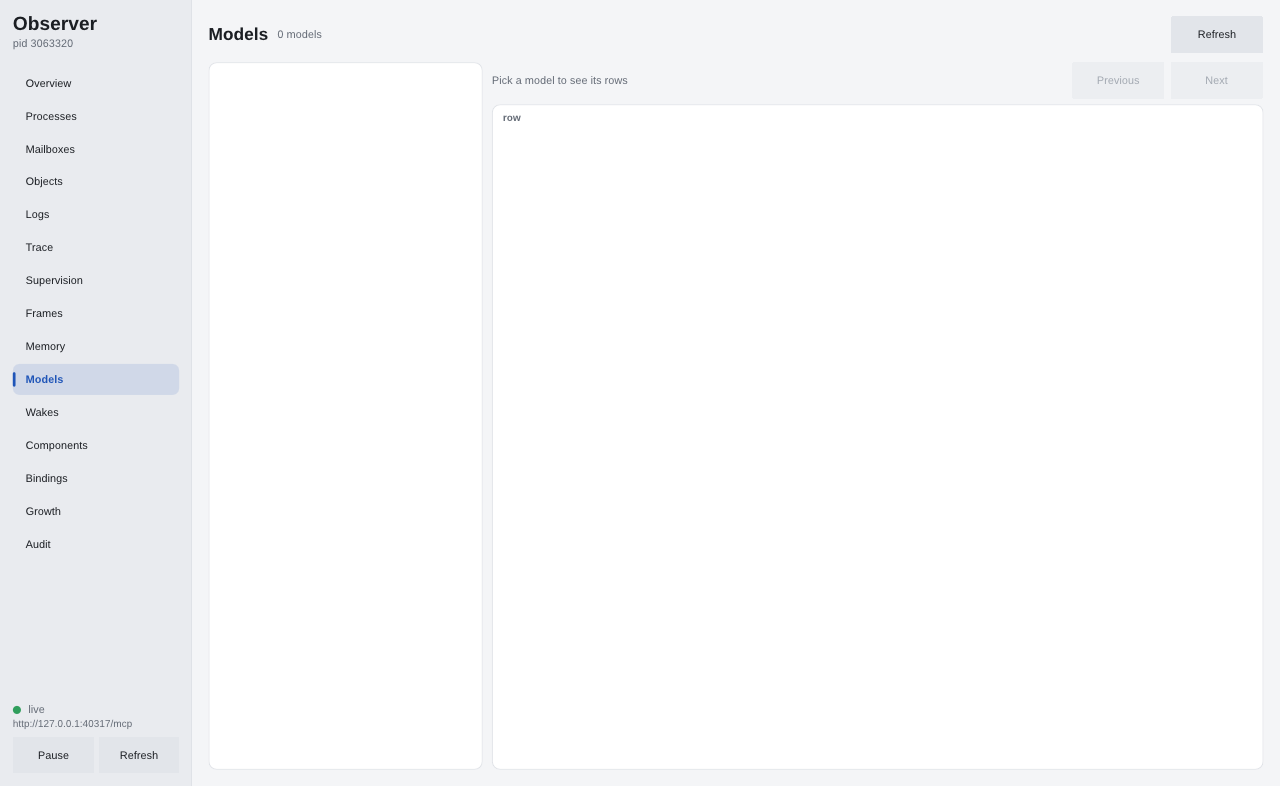 Observer
pid 3063320
Overview
Processes
Mailboxes
Objects
Logs
Trace
Supervision
Frames
Memory
Models
Wakes
Components
Bindings
Growth
Audit
live
http://127.0.0.1:40317/mcp
Pause Refresh
Models 0 models Refresh
Pick a model to see its rows Previous Next
row